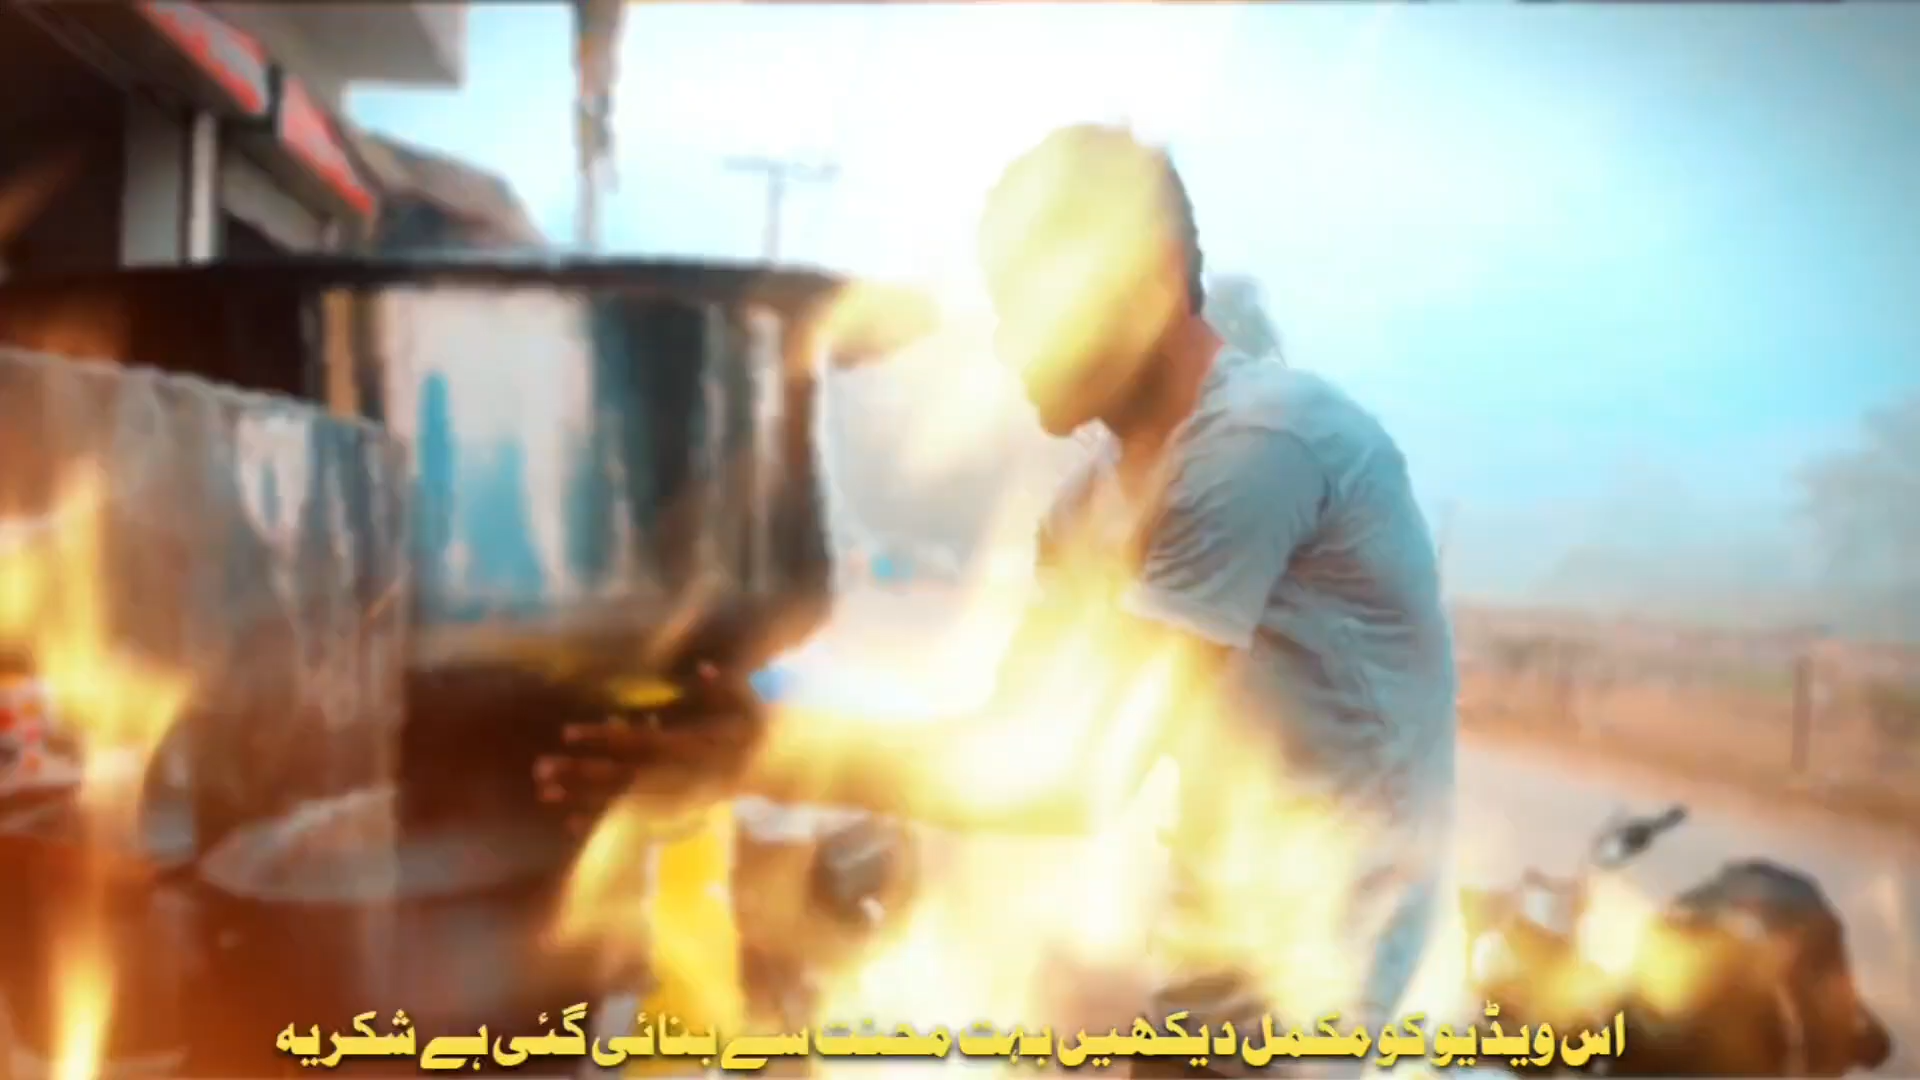 اس ویڈیو کو مکمل دیکھیں بہت محنت سے بنائی گئی ہے شکریہ